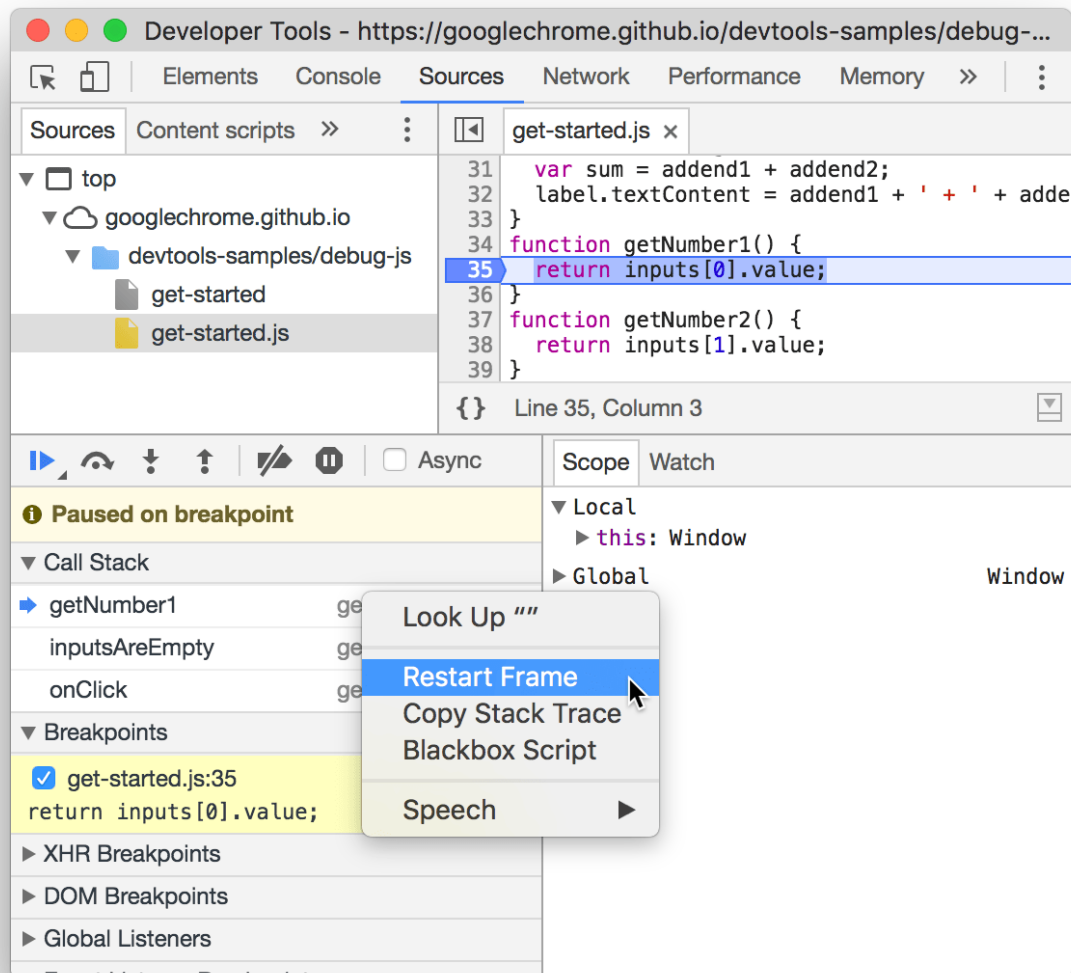 Developer Tools - https://googlechrome.github.io/devtools-samples/debug-...
Elements Console Sources Network Performance Memory »
Sources Content scripts »
get-started.js ×
top
googlechrome.github.io
devtools-samples/debug-js
get-started
get-started.js
31 var sum = addend1 + addend2;
32 label.textContent = addend1 + ' + ' + adde
33 }
34 function getNumber1() {
35 return inputs[0].value;
36 }
37 function getNumber2() {
38 return inputs[1].value;
39 }
{} Line 35, Column 3
Async
Paused on breakpoint
Call Stack
getNumber1 ge
inputsAreEmpty ge
onClick ge
Breakpoints
get-started.js:35
return inputs[0].value;
XHR Breakpoints
DOM Breakpoints
Global Listeners
Scope Watch
Local
this: Window
Global Window
Look Up “”
Restart Frame
Copy Stack Trace
Blackbox Script
Speech